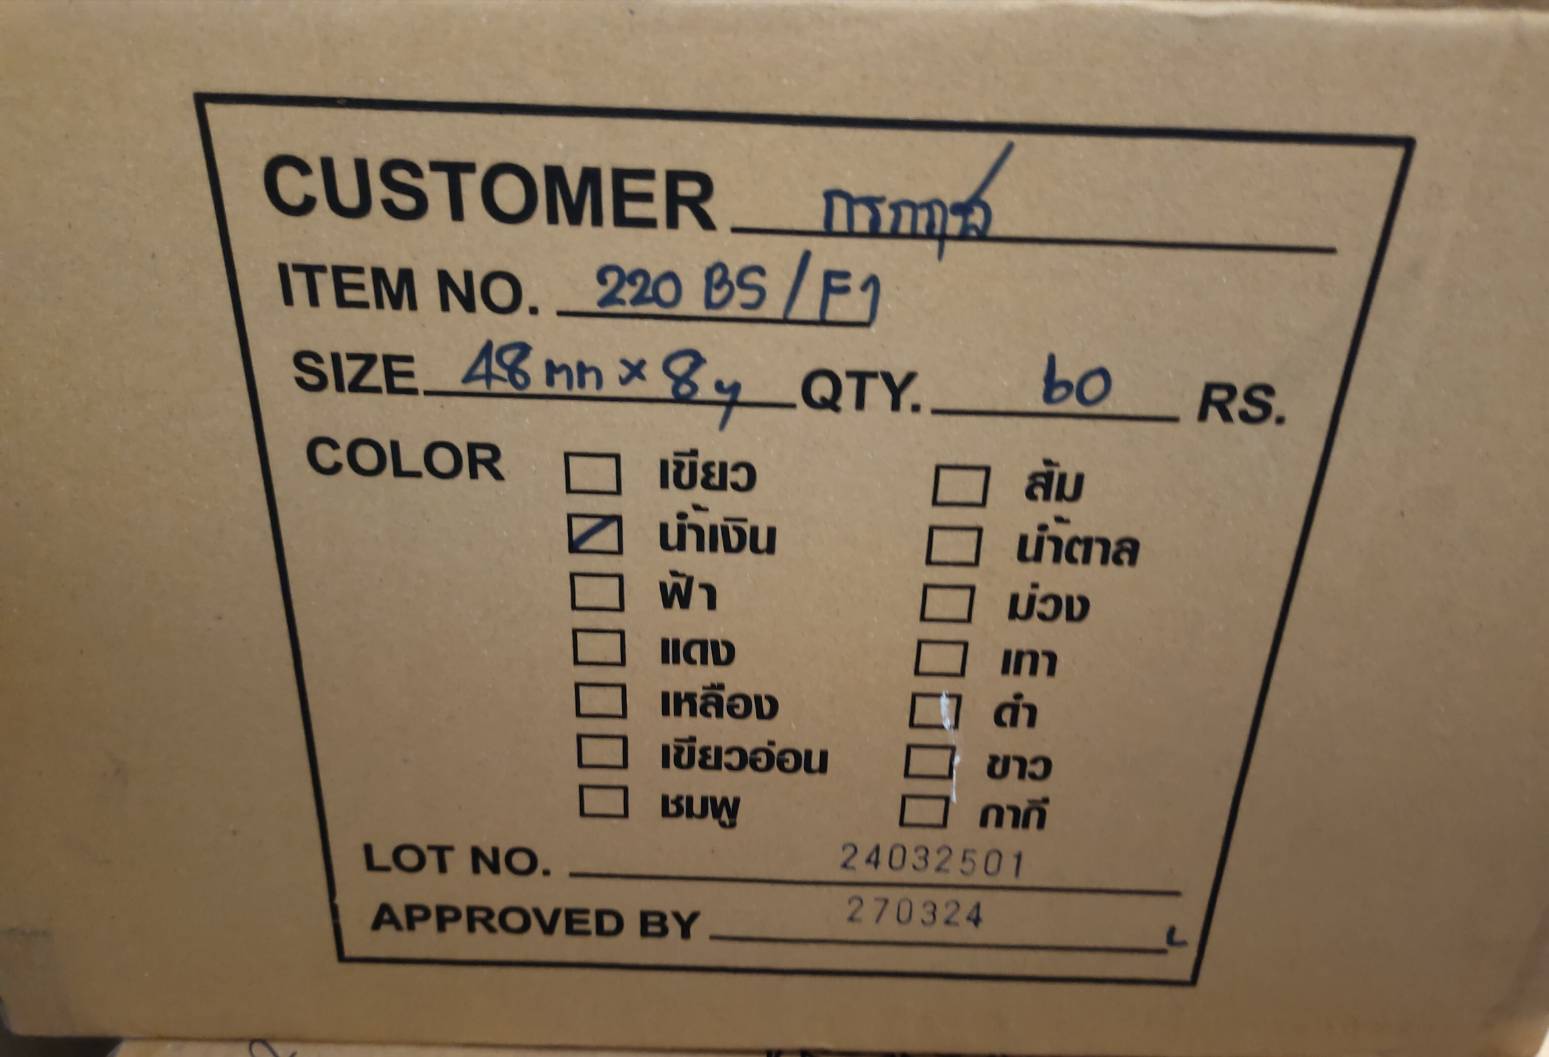 CUSTOMER
ITEM NO. 220 BS/F1
SIZE 48mm x 8y QTY. 60 RS.
COLOR ☐ เขียว ☐ ส้ม
☑ น้ำเงิน ☐ น้ำตาล
☐ ฟ้า ☐ ม่วง
☐ แดง ☐ เทา
☐ เหลือง ☐ ดำ
☐ เขียวอ่อน ☐ ขาว
☐ ชมพู ☐ กากี
LOT NO. 24032501
APPROVED BY 270324